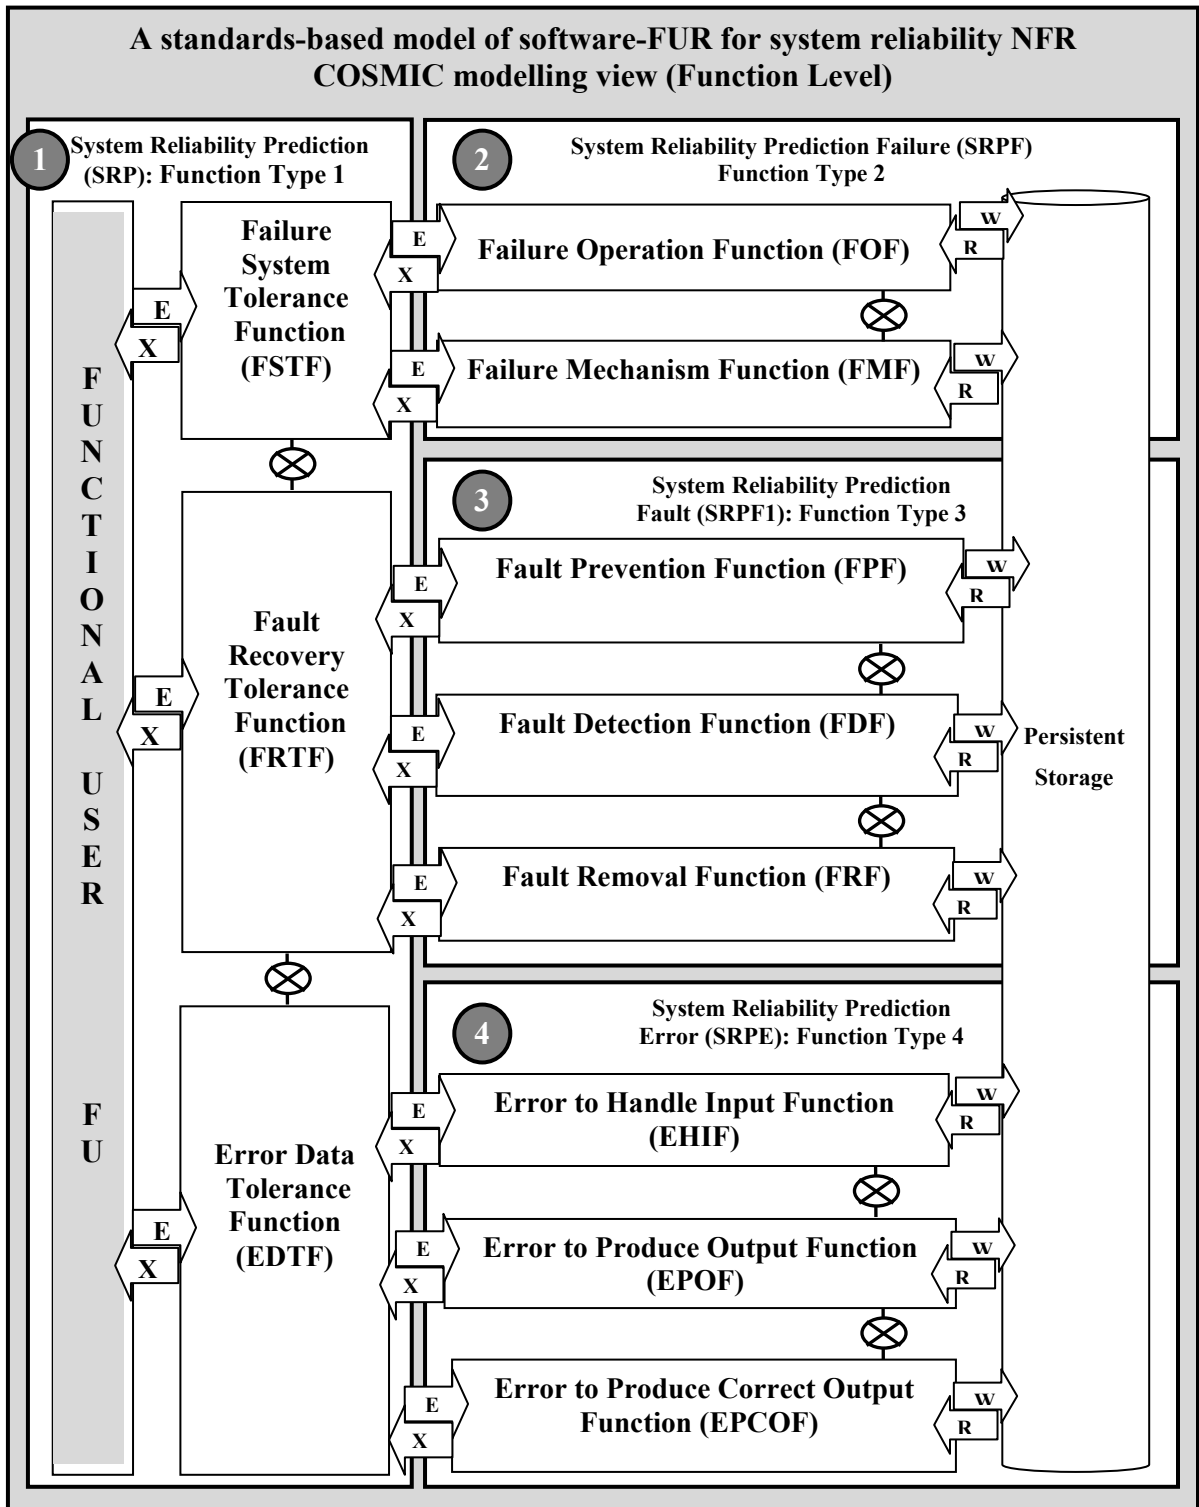 A standards-based model of software-FUR for system reliability NFR
COSMIC modelling view (Function Level)
1
System Reliability Prediction
(SRP): Function Type 1
2
System Reliability Prediction Failure (SRPF)
Function Type 2
FUNCTIONAL USER
FU
Failure
System
Tolerance
Function
(FSTF)
E
X
E
X
Failure Operation Function (FOF)
W
R
E
X
Failure Mechanism Function (FMF)
W
R
3
System Reliability Prediction
Fault (SRPF1): Function Type 3
Fault
Recovery
Tolerance
Function
(FRTF)
E
X
E
X
Fault Prevention Function (FPF)
W
R
E
X
Fault Detection Function (FDF)
W
R
Persistent
Storage
E
X
Fault Removal Function (FRF)
W
R
4
System Reliability Prediction
Error (SRPE): Function Type 4
Error Data
Tolerance
Function
(EDTF)
E
X
E
X
Error to Handle Input Function
(EHIF)
W
R
E
X
Error to Produce Output Function
(EPOF)
W
R
E
X
Error to Produce Correct Output
Function (EPCOF)
W
R